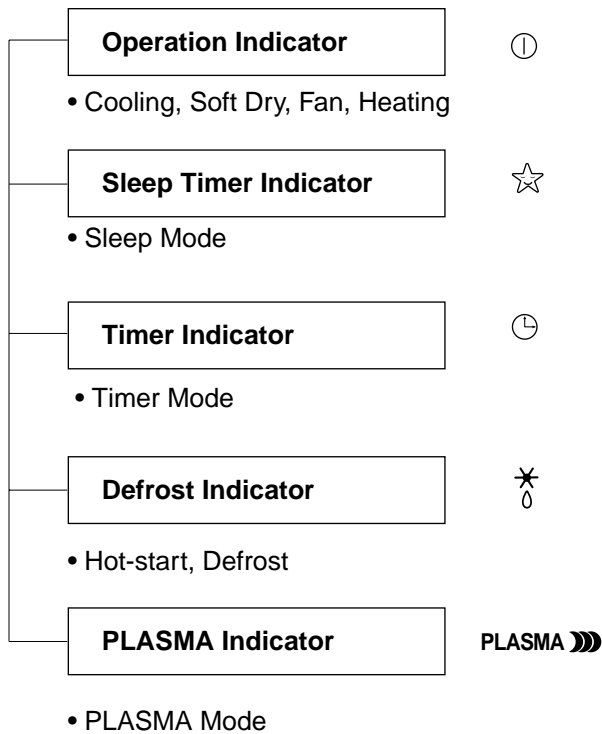 Operation Indicator
• Cooling, Soft Dry, Fan, Heating
Sleep Timer Indicator
• Sleep Mode
Timer Indicator
• Timer Mode
Defrost Indicator
• Hot-start, Defrost
PLASMA Indicator PLASMA
• PLASMA Mode